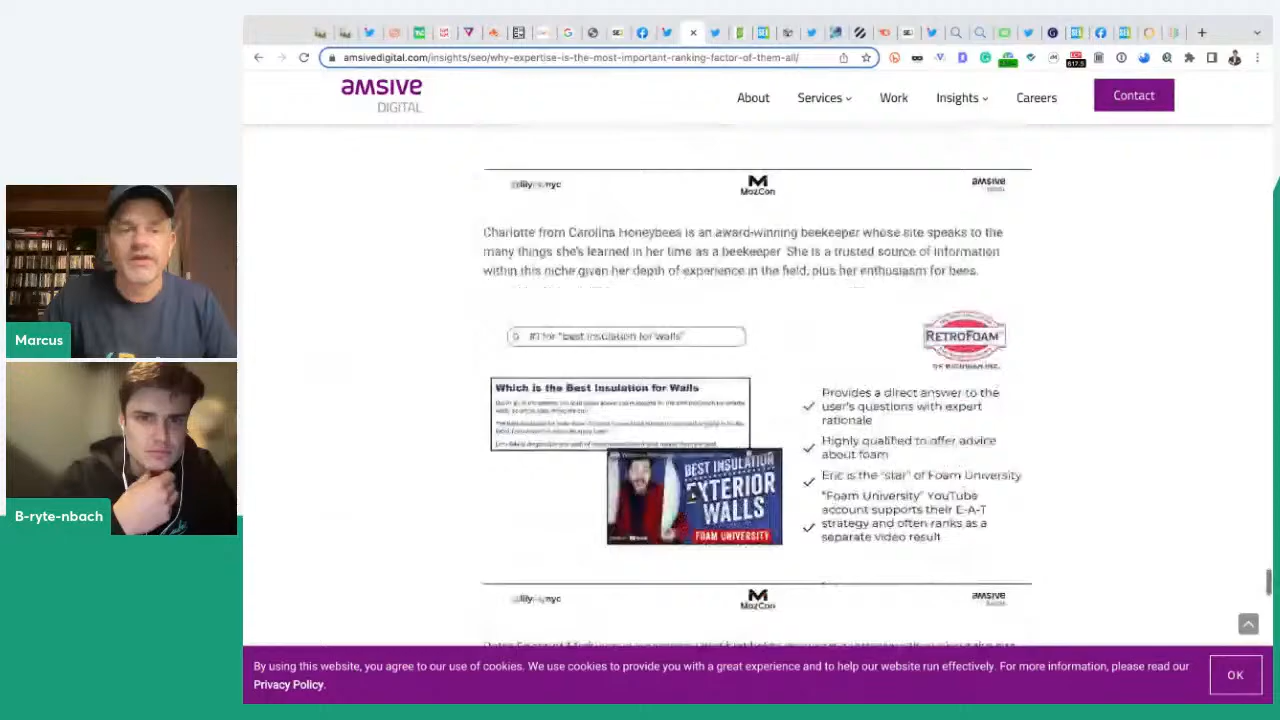 amsivedigital.com/insights/seo/why-expertise-is-the-most-important-ranking-factor-of-them-all/
amsive
DIGITAL
About
Services
Work
Insights
Careers
Contact
MozCon
amsive
Charlotte from Carolina Honeybees is an award-winning beekeeper whose site speaks to the
many things she's learned in her time as a beekeeper. She is a trusted source of information
within this niche given her depth of experience in the field, plus her enthusiasm for bees.
#1 for "best insulation for walls"
RETROFOAM
Which is the Best Insulation for Walls
BEST INSULATION
EXTERIOR
WALLS
FOAM UNIVERSITY
Provides a direct answer to the
user's questions with expert
rationale
Highly qualified to offer advice
about foam
Eric is the "star" of Foam University
"Foam University" YouTube
account supports their E-A-T
strategy and often ranks as a
separate video result
MozCon
amsive
By using this website, you agree to our use of cookies. We use cookies to provide you with a great experience and to help our website run effectively. For more information, please read our
Privacy Policy.
OK
Marcus
B-ryte-nbach